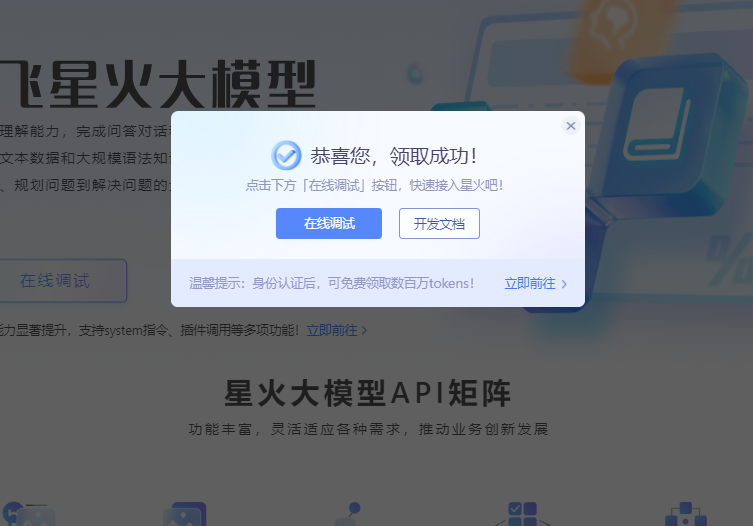 飞星火大模型
理解能力，完成问答对话
文本数据和大规模语法知
、规划问题到解决问题的
恭喜您，领取成功！
点击下方「在线调试」按钮，快速接入星火吧！
在线调试
开发文档
温馨提示：身份认证后，可免费领取数百万tokens！
立即前往 >
在线调试
能力显著提升，支持system指令、插件调用等多项功能！立即前往 >
星火大模型API矩阵
功能丰富，灵活适应各种需求，推动业务创新发展